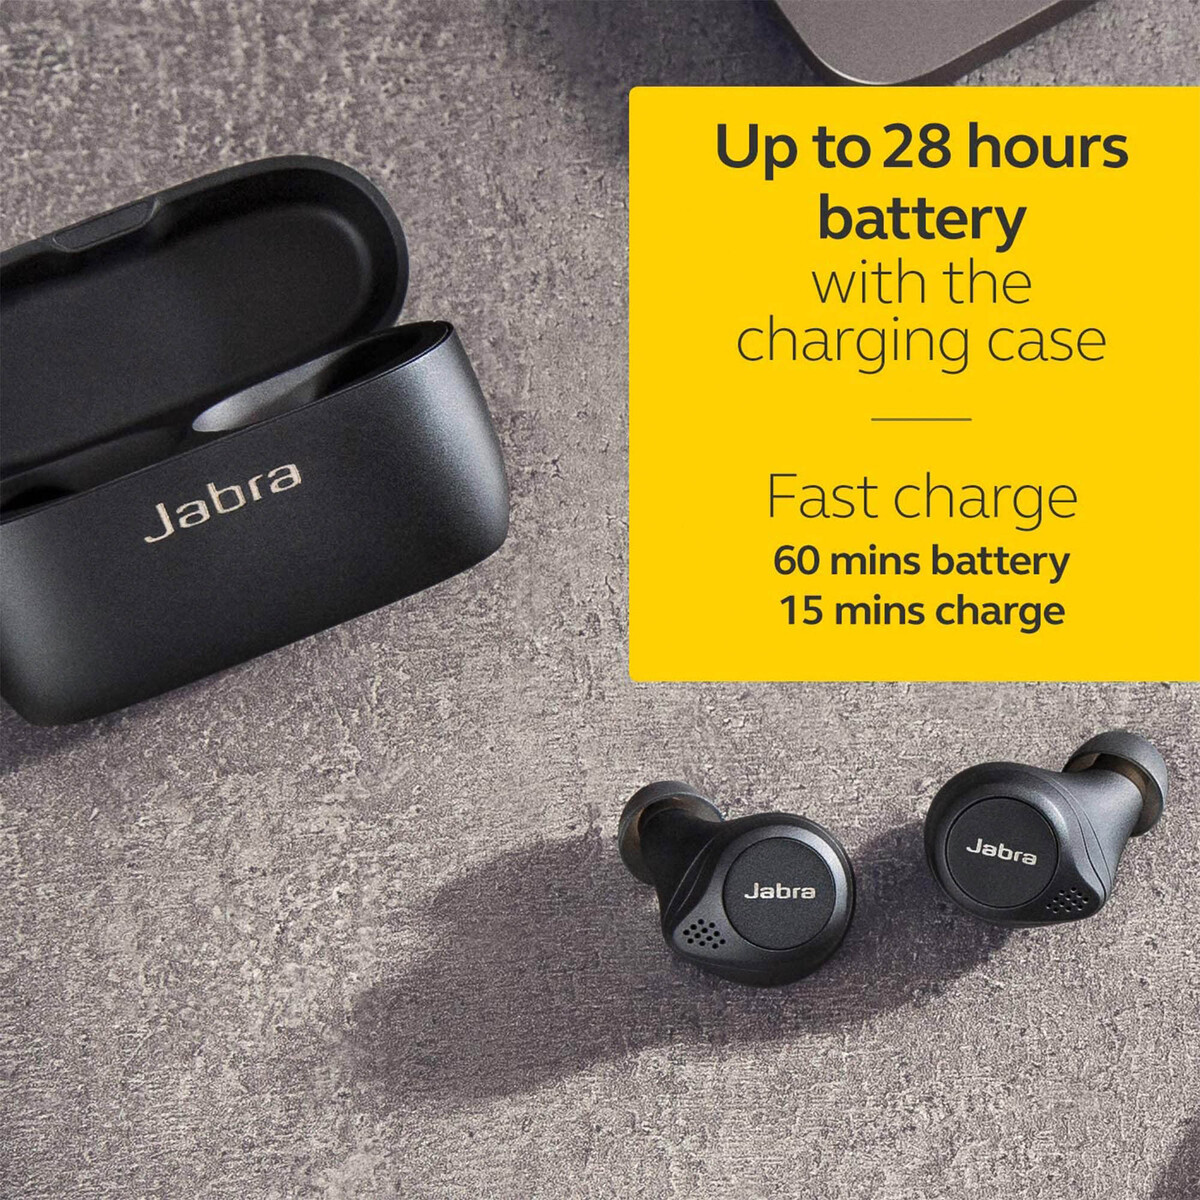 Up to 28 hours
battery
with the
charging case
Fast charge
60 mins battery
15 mins charge
Jabra
Jabra
Jabra